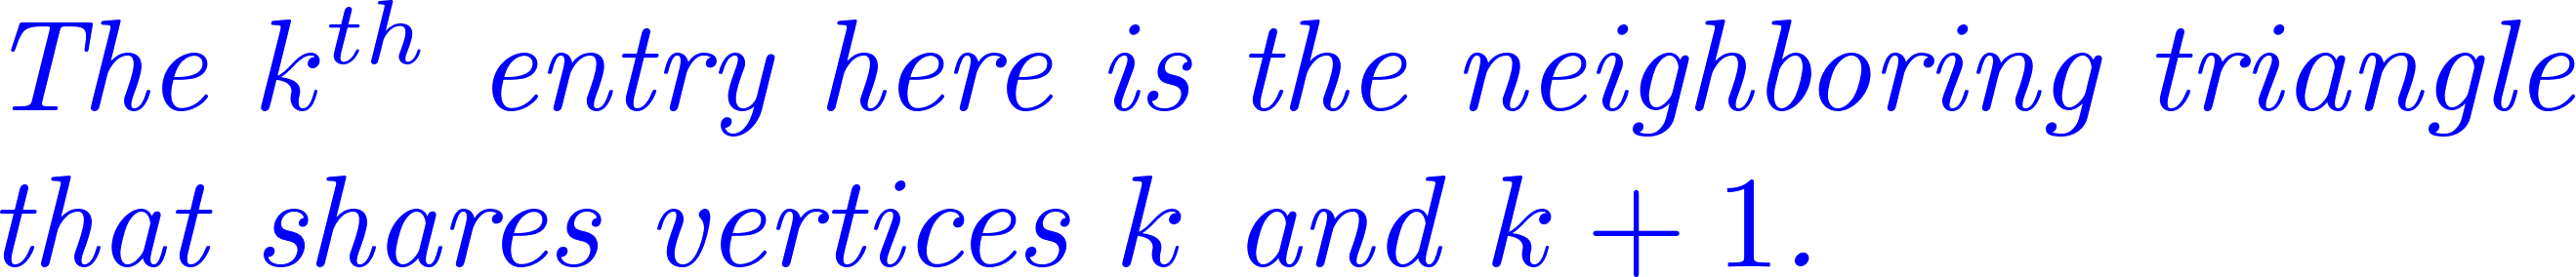 The k^th entry here is the neighboring triangle
that shares vertices k and k + 1.